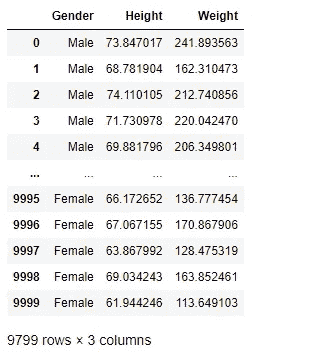 Gender Height Weight
0 Male 73.847017 241.893563
1 Male 68.781904 162.310473
2 Male 74.110105 212.740856
3 Male 71.730978 220.042470
4 Male 69.881796 206.349801
... ... ... ...
9995 Female 66.172652 136.777454
9996 Female 67.067155 170.867906
9997 Female 63.867992 128.475319
9998 Female 69.034243 163.852461
9999 Female 61.944246 113.649103
9799 rows × 3 columns